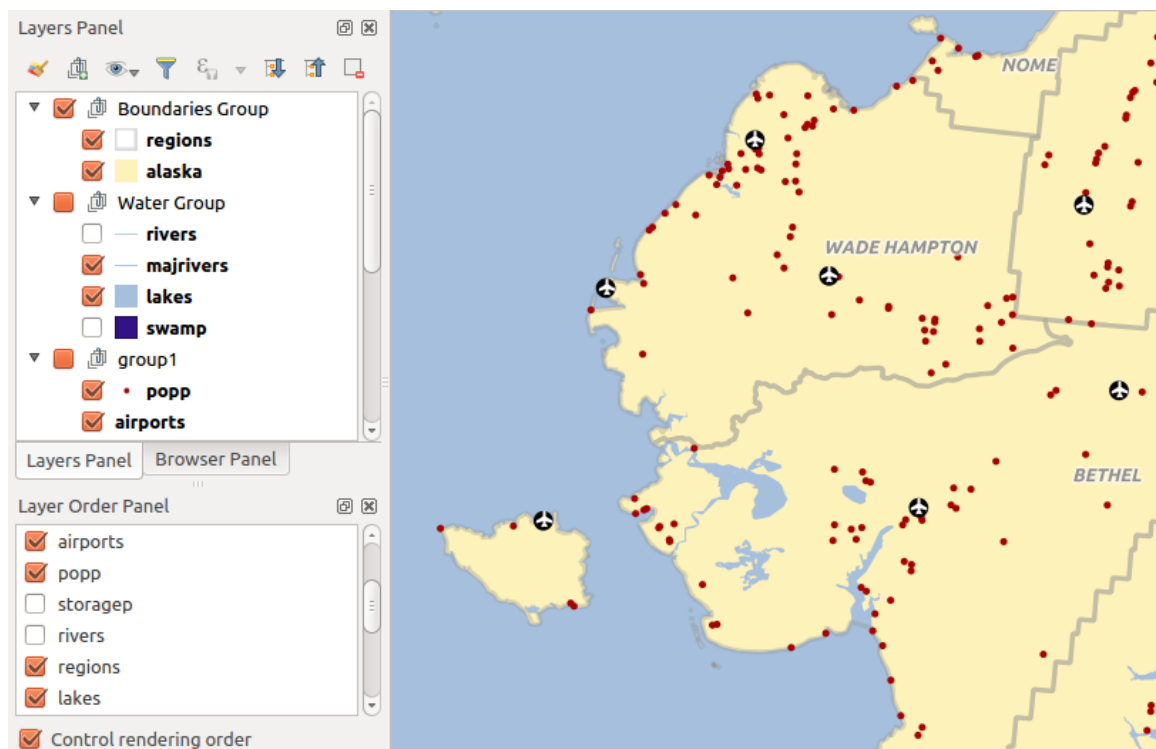 Layers Panel
Boundaries Group
regions
alaska
Water Group
rivers
majrivers
lakes
swamp
group1
popp
airports
Layers Panel
Browser Panel
Layer Order Panel
airports
popp
storagep
rivers
regions
lakes
Control rendering order
NOME
WADE HAMPTON
BETHEL